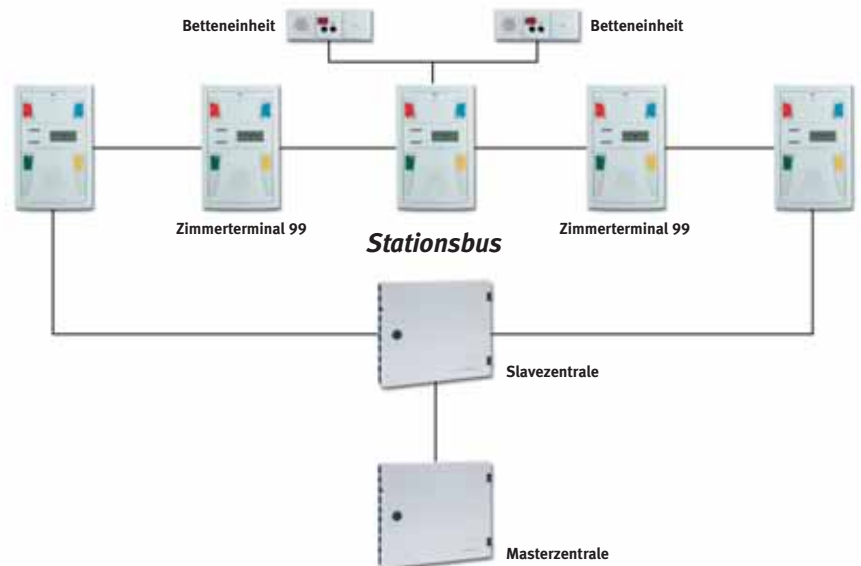 Betteneinheit
Betteneinheit
Zimmerterminal 99
Zimmerterminal 99
Stationsbus
Slavezentrale
Masterzentrale